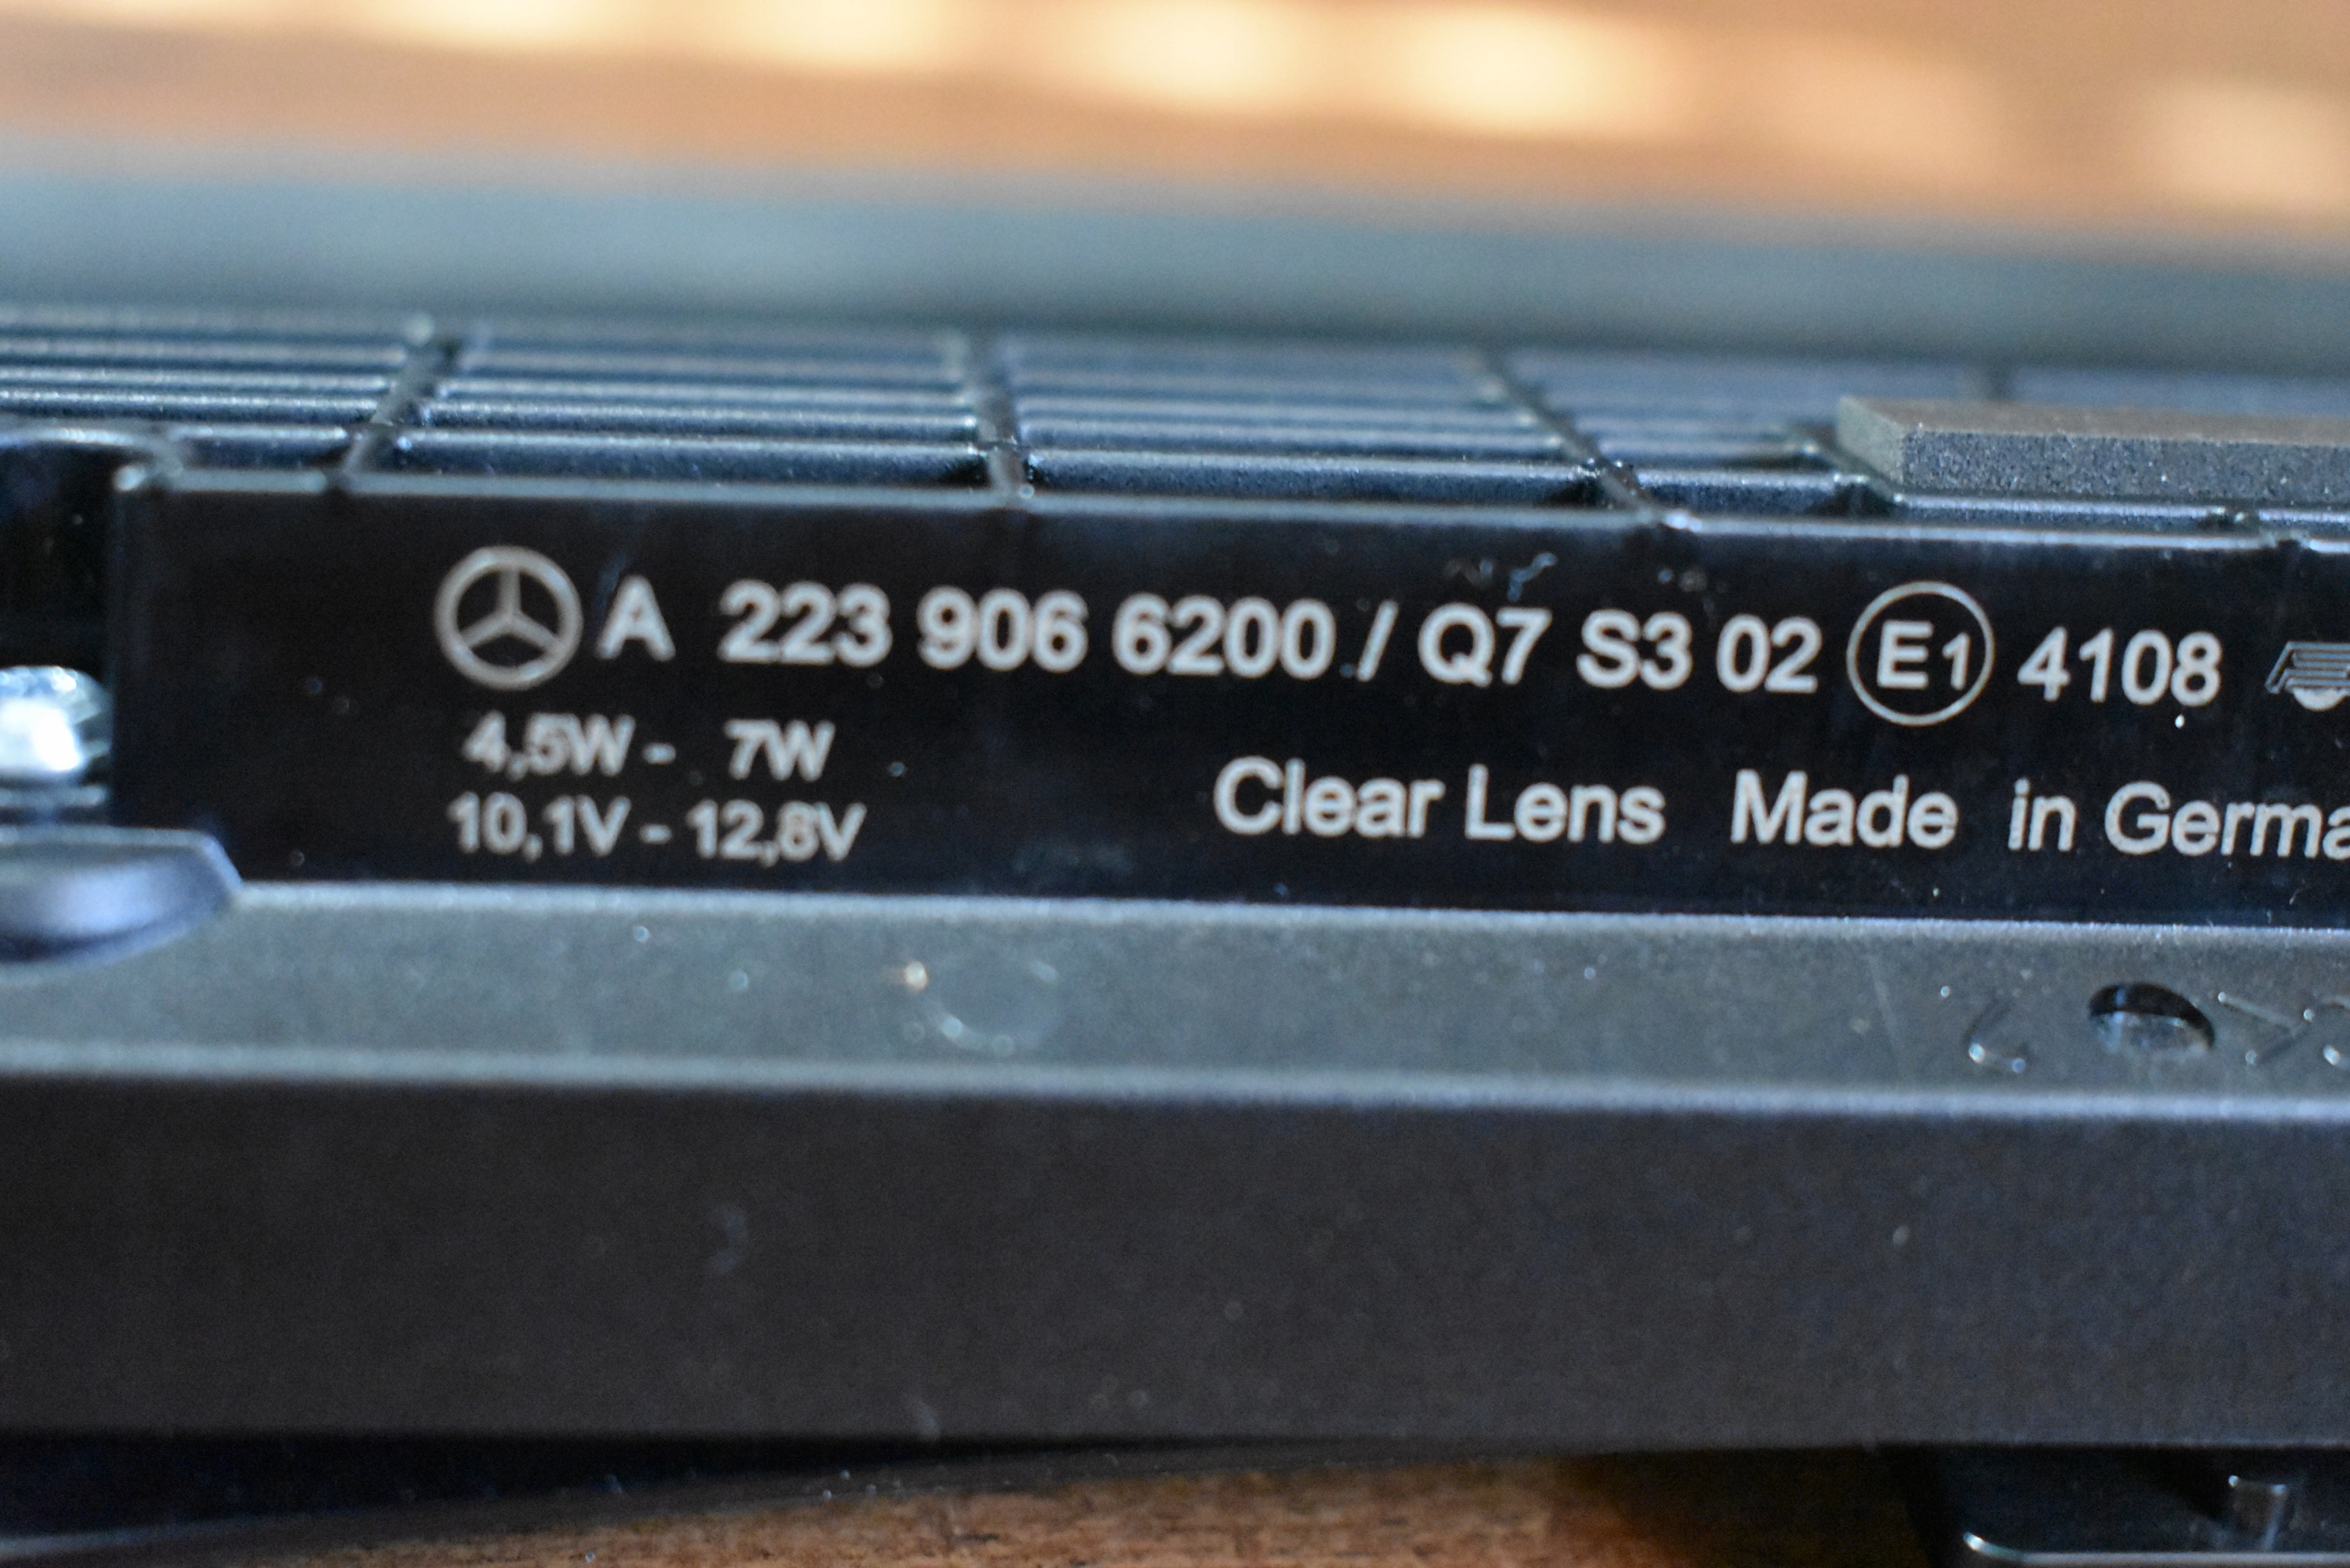 A 223 906 6200 / Q7 S3 02 E1 4108
4,5W - 7W
10,1V - 12,8V
Clear Lens Made in Germa